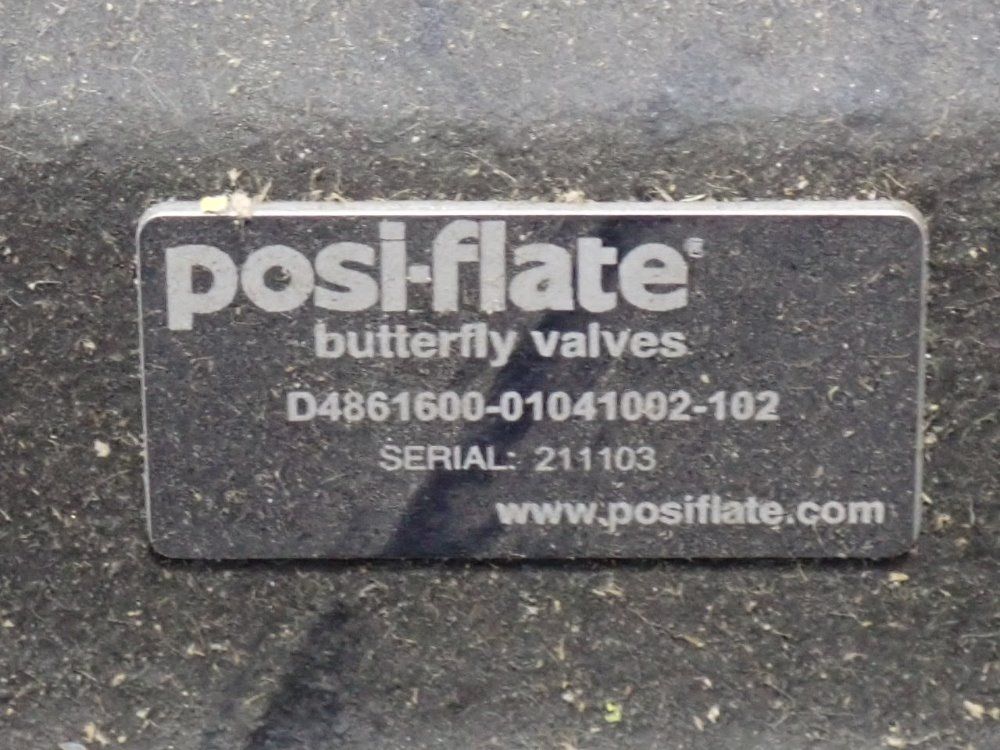 posi-flate®
butterfly valves
D4861600-01041002-102
SERIAL: 211103
www.posiflate.com